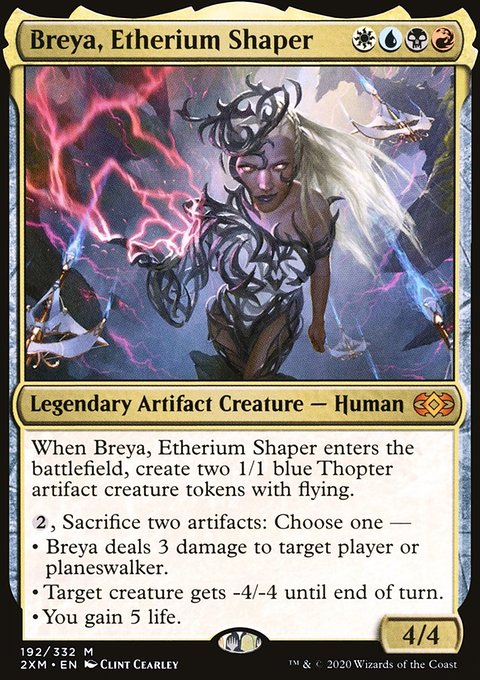 Breya, Etherium Shaper
Legendary Artifact Creature — Human
When Breya, Etherium Shaper enters the
battlefield, create two 1/1 blue Thopter
artifact creature tokens with flying.
2, Sacrifice two artifacts: Choose one —
• Breya deals 3 damage to target player or
planeswalker.
• Target creature gets -4/-4 until end of turn.
• You gain 5 life.
4/4
192/332 M
2XM • EN Clint Cearley
™ & © 2020 Wizards of the Coast